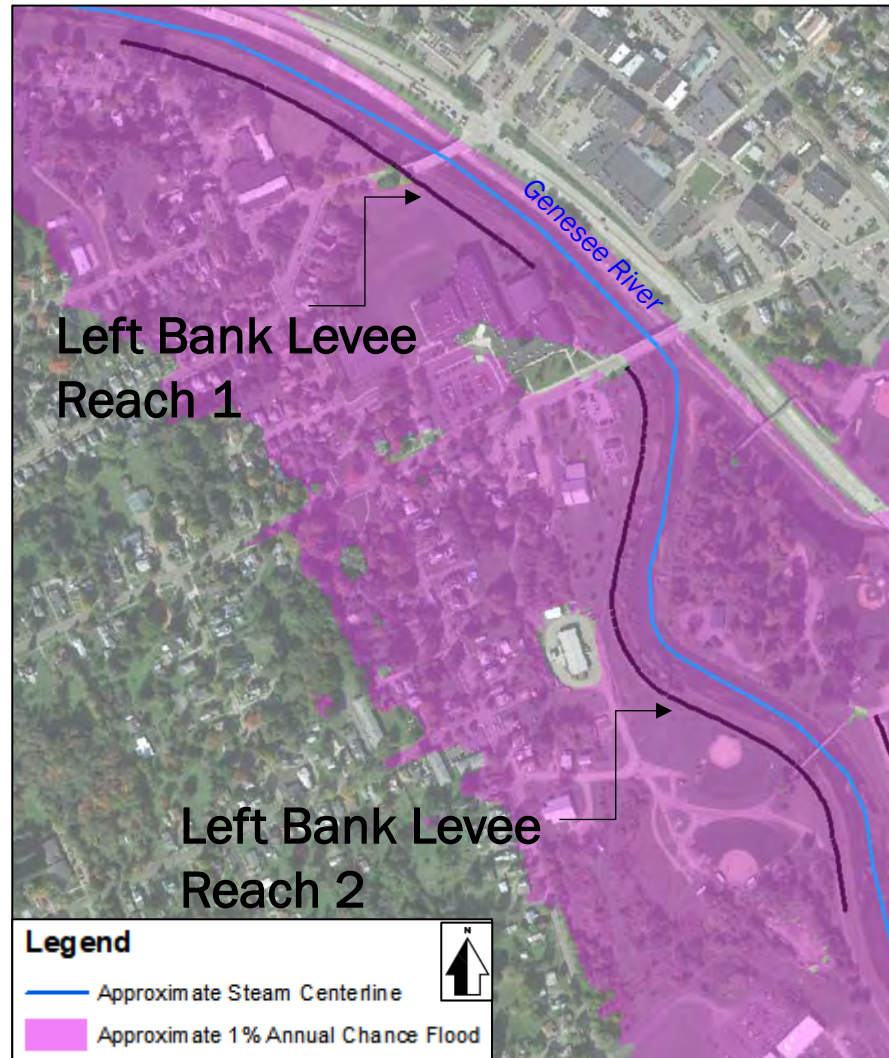 Genesee River
Left Bank Levee
Reach 1
Left Bank Levee
Reach 2
Legend
N
Approximate Steam Centerline
Approximate 1% Annual Chance Flood